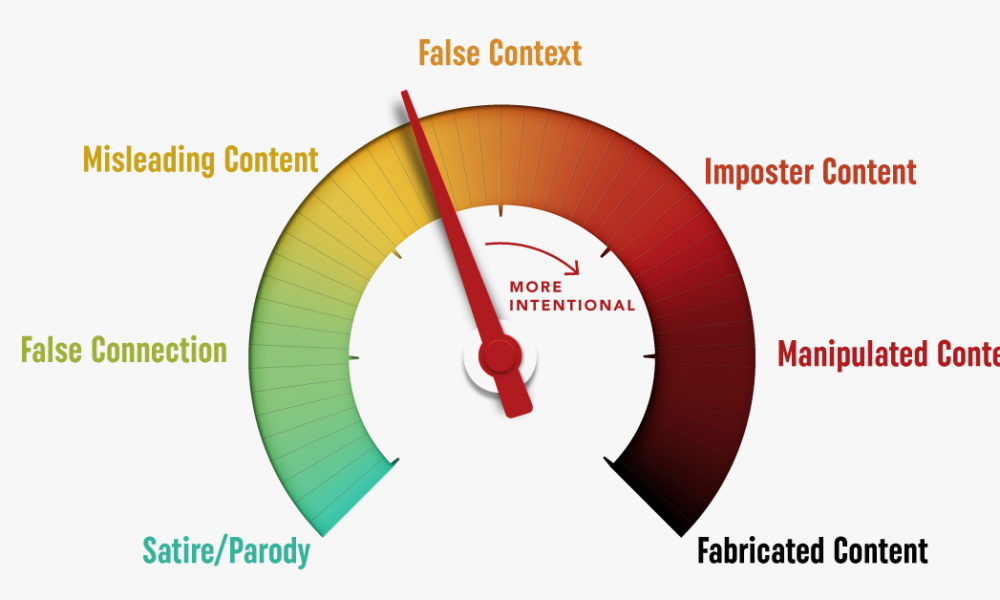 False Context
Misleading Content
Imposter Content
MORE
INTENTIONAL
False Connection
Manipulated Conte
Satire/Parody
Fabricated Content